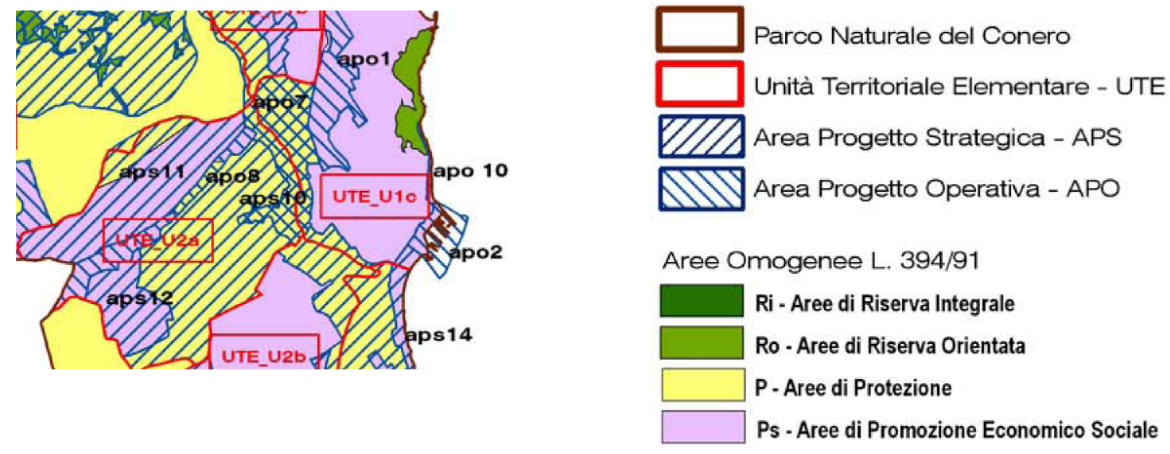 apo1
apo7
aps11
apo8
aps10
apo 10
UTE_U1c
UTE_U2a
apo2
aps12
aps14
UTE_U2b
Parco Naturale del Conero
Unità Territoriale Elementare - UTE
Area Progetto Strategica - APS
Area Progetto Operativa - APO
Aree Omogenee L. 394/91
Ri - Aree di Riserva Integrale
Ro - Aree di Riserva Orientata
P - Aree di Protezione
Ps - Aree di Promozione Economico Sociale